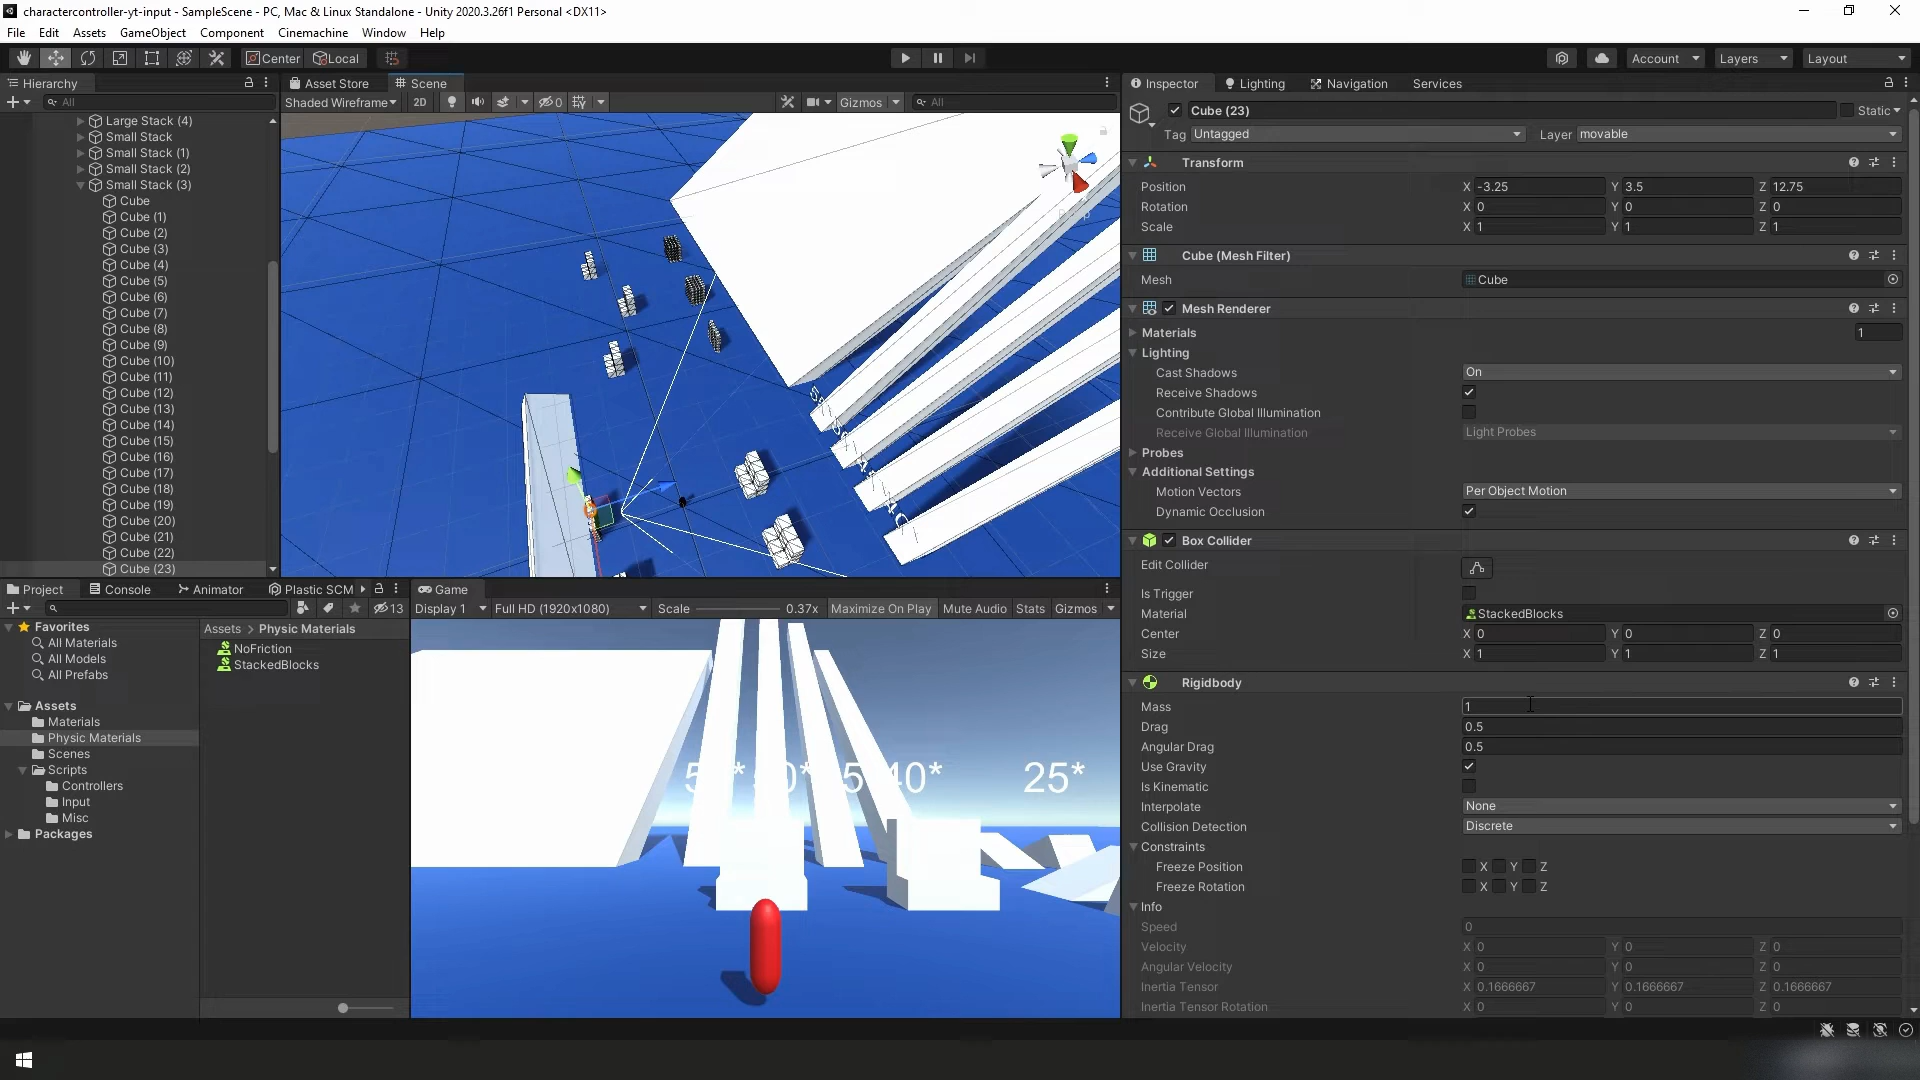 charactercontroller-yt-input - SampleScene - PC, Mac & Linux Standalone - Unity 2020.3.26f1 Personal <DX11>
File Edit Assets GameObject Component Cinemachine Window Help
Center Local Account Layers Layout
Hierarchy
All
Large Stack (4)
Small Stack
Small Stack (1)
Small Stack (2)
Small Stack (3)
Cube
Cube (1)
Cube (2)
Cube (3)
Cube (4)
Cube (5)
Cube (6)
Cube (7)
Cube (8)
Cube (9)
Cube (10)
Cube (11)
Cube (12)
Cube (13)
Cube (14)
Cube (15)
Cube (16)
Cube (17)
Cube (18)
Cube (19)
Cube (20)
Cube (21)
Cube (22)
Cube (23)
Asset Store Scene
Shaded Wireframe 2D 0 Gizmos All
Project Console Animator Plastic SCM
13
Favorites
All Materials
All Models
All Prefabs
Assets
Materials
Physic Materials
Scenes
Scripts
Controllers
Input
Misc
Packages
Assets > Physic Materials
NoFriction
StackedBlocks
Game
Display 1 Full HD (1920x1080) Scale 0.37x Maximize On Play Mute Audio Stats Gizmos
40* 25*
Inspector Lighting Navigation Services
Cube (23) Static
Tag Untagged Layer movable
Transform
Position X -3.25 Y 3.5 Z 12.75
Rotation X 0 Y 0 Z 0
Scale X 1 Y 1 Z 1
Cube (Mesh Filter)
Mesh Cube
Mesh Renderer
Materials 1
Lighting
Cast Shadows On
Receive Shadows
Contribute Global Illumination
Receive Global Illumination Light Probes
Probes
Additional Settings
Motion Vectors Per Object Motion
Dynamic Occlusion
Box Collider
Edit Collider
Is Trigger
Material StackedBlocks
Center X 0 Y 0 Z 0
Size X 1 Y 1 Z 1
Rigidbody
Mass 1
Drag 0.5
Angular Drag 0.5
Use Gravity
Is Kinematic
Interpolate None
Collision Detection Discrete
Constraints
Freeze Position X Y Z
Freeze Rotation X Y Z
Info
Speed 0
Velocity X 0 Y 0 Z 0
Angular Velocity X 0 Y 0 Z 0
Inertia Tensor X 0.1666667 Y 0.1666667 Z 0.1666667
Inertia Tensor Rotation X 0 Y 0 Z 0